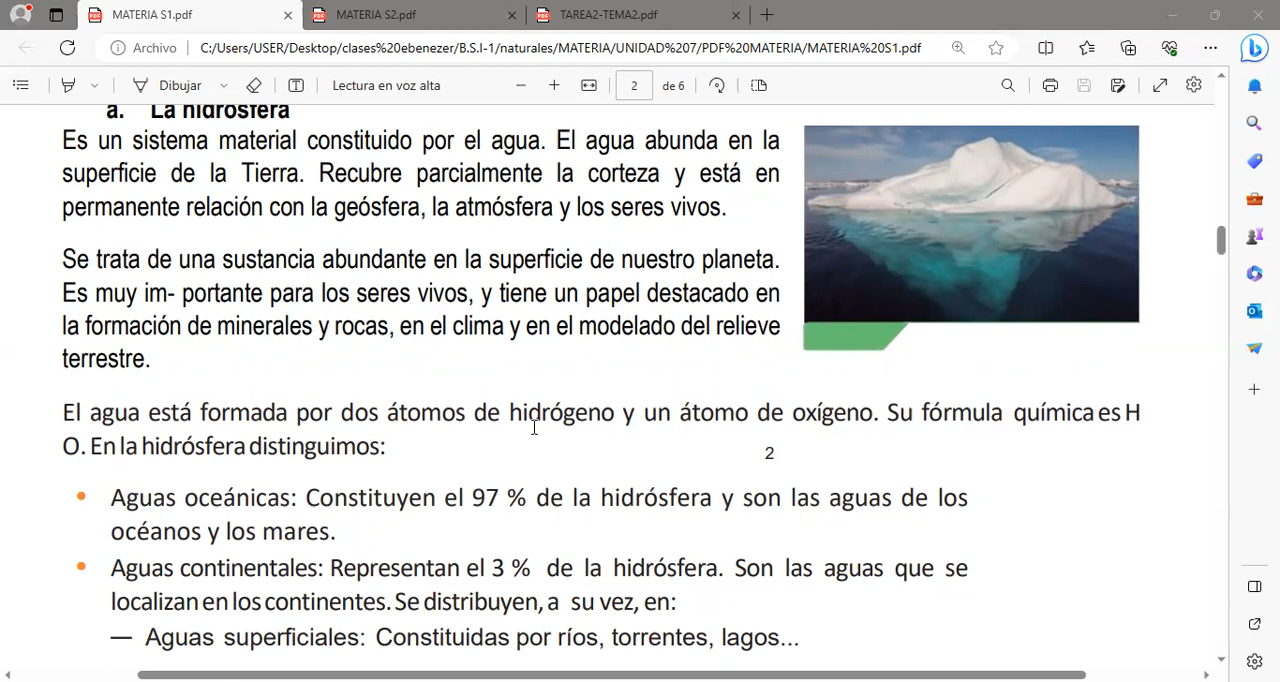 MATERIA S1.pdf
MATERIA S2.pdf
TAREA2-TEMA2.pdf
Archivo
C:/Users/USER/Desktop/clases%20ebenezer/B.S.I-1/naturales/MATERIA/UNIDAD%207/PDF%20MATERIA/MATERIA%20S1.pdf
Dibujar
Lectura en voz alta
2
de 6
a. La hidrósfera
Es un sistema material constituido por el agua. El agua abunda en la
superficie de la Tierra. Recubre parcialmente la corteza y está en
permanente relación con la geósfera, la atmósfera y los seres vivos.
Se trata de una sustancia abundante en la superficie de nuestro planeta.
Es muy im- portante para los seres vivos, y tiene un papel destacado en
la formación de minerales y rocas, en el clima y en el modelado del relieve
terrestre.
El agua está formada por dos átomos de hidrógeno y un átomo de oxígeno. Su fórmula química es H
O. En la hidrósfera distinguimos:
2
• Aguas oceánicas: Constituyen el 97 % de la hidrósfera y son las aguas de los
océanos y los mares.
• Aguas continentales: Representan el 3 % de la hidrósfera. Son las aguas que se
localizan en los continentes. Se distribuyen, a su vez, en:
— Aguas superficiales: Constituidas por ríos, torrentes, lagos...